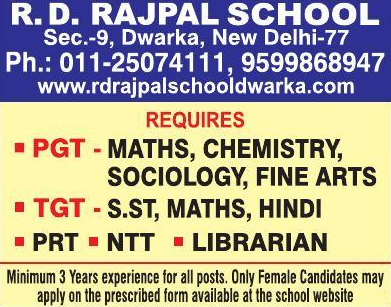 R.D. RAJPAL SCHOOL
Sec.-9, Dwarka, New Delhi-77
Ph.: 011-25074111, 9599868947
www.rdrajpalschooldwarka.com
REQUIRES
▪ PGT - MATHS, CHEMISTRY,
SOCIOLOGY, FINE ARTS
▪ TGT - S.ST, MATHS, HINDI
▪ PRT ▪ NTT ▪ LIBRARIAN
Minimum 3 Years experience for all posts. Only Female Candidates may
apply on the prescribed form available at the school website